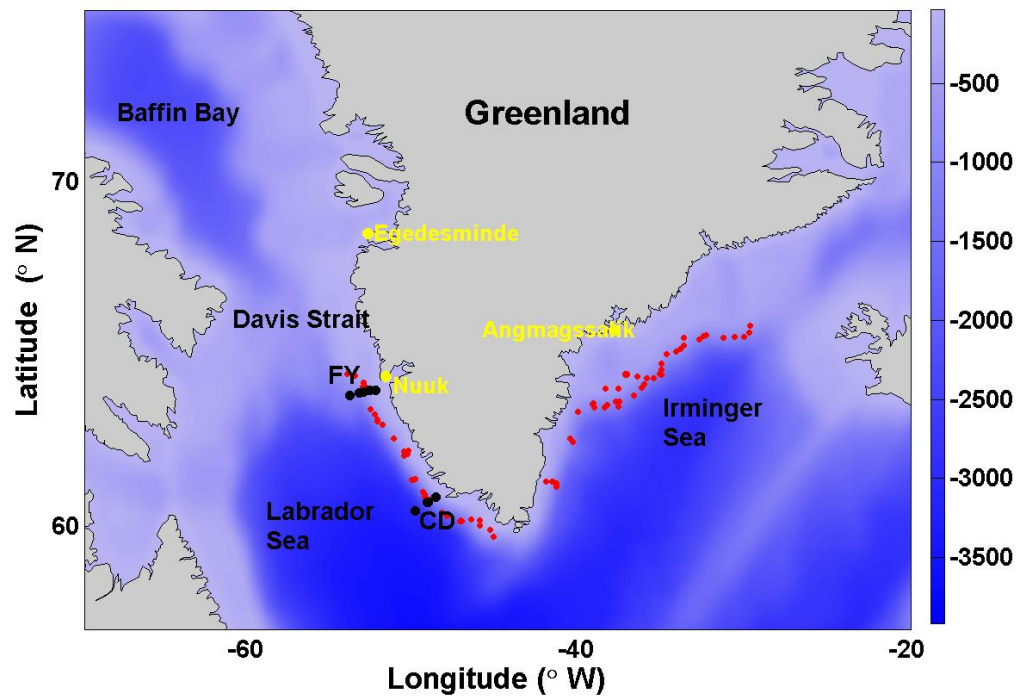 Baffin Bay
Greenland
Egedesminde
Davis Strait
Angmagssalik
FY
Nuuk
Irminger
Sea
Labrador
Sea
CD
70
60
Latitude (° N)
-60
-40
-20
Longitude (° W)
-500
-1000
-1500
-2000
-2500
-3000
-3500